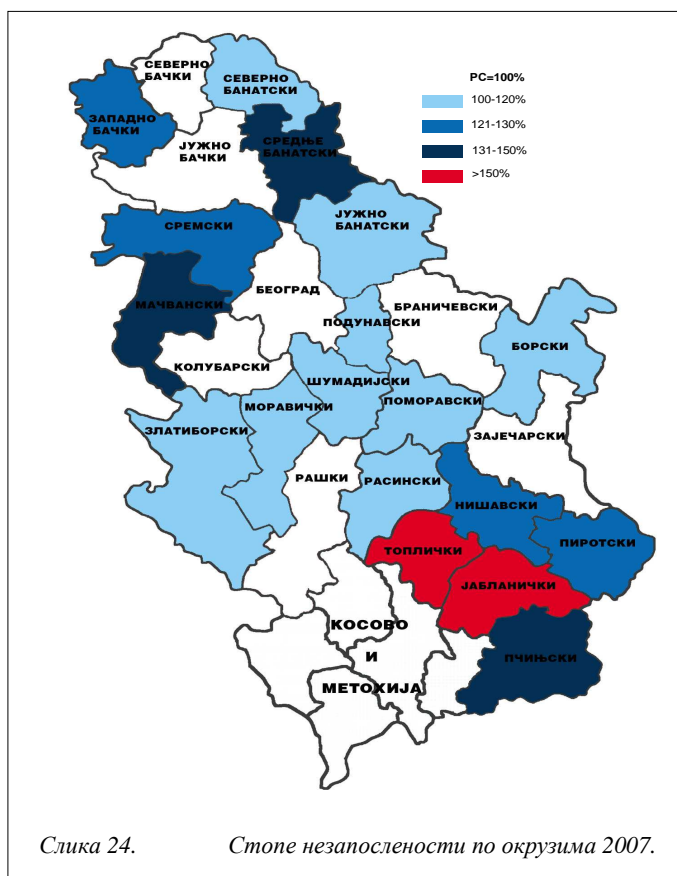 СЕВЕРНО
БАЧКИ
СЕВЕРНО
БАНАТСКИ
PC=100%
100-120%
121-130%
131-150%
>150%
ЗАПАДНО
БАЧКИ
ЈУЖНО
БАЧКИ
СРЕДЊЕ
БАНАТСКИ
ЈУЖНО
БАНАТСКИ
СРЕМСКИ
БЕОГРАД
МАЧВАНСКИ
БРАНИЧЕВСКИ
ПОДУНАВСКИ
БОРСКИ
КОЛУБАРСКИ
ШУМАДИЈСКИ
ПОМОРАВСКИ
МОРАВИЧКИ
ЗЛАТИБОРСКИ
ЗАЈЕЧАРСКИ
РАШКИ
РАСИНСКИ
НИШАВСКИ
ПИРОТСКИ
ТОПЛИЧКИ
ЈАБЛАНИЧКИ
КОСОВО
И
МЕТОХИЈА
ПЧИЊСКИ
Слика 24. Стопе незапослености по окрузима 2007.